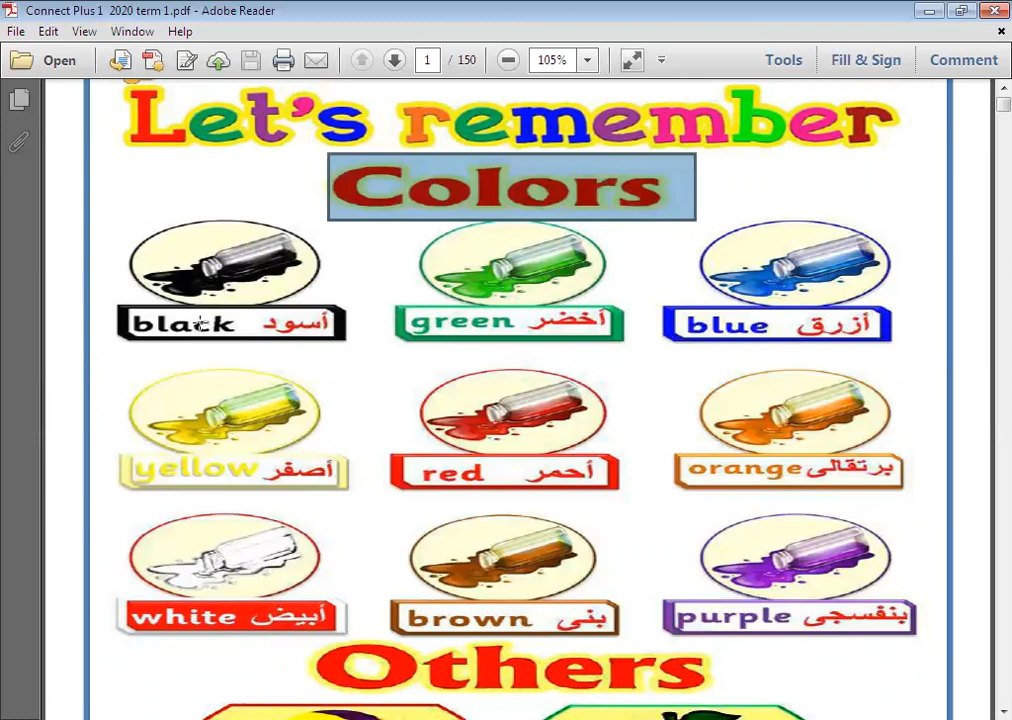 Connect Plus 1 2020 term 1.pdf - Adobe Reader
File Edit View Window Help
Open 1 / 150 105% Tools Fill & Sign Comment
Let's remember
Colors
black أسود green أخضر blue أزرق
yellow أصفر red أحمر orange برتقالى
white أبيض brown بنى purple بنفسجى
Others